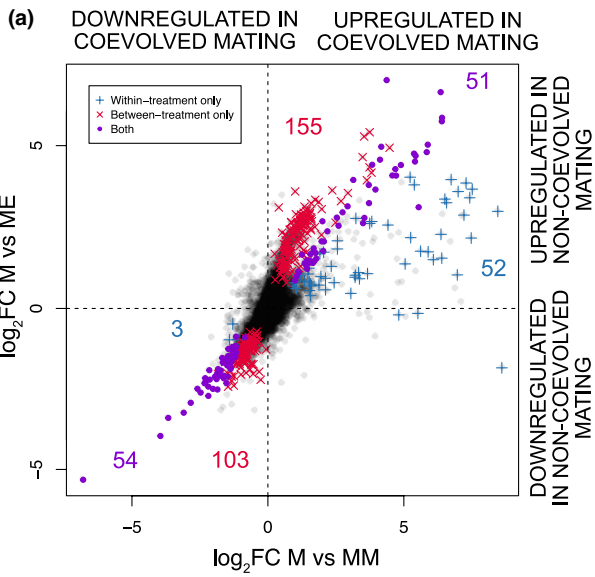 (a)
DOWNREGULATED IN
COEVOLVED MATING
UPREGULATED IN
COEVOLVED MATING
+ Within-treatment only
× Between-treatment only
• Both
51
155
52
3
54
103
5
0
−5
−5
0
5
log₂FC M vs ME
log₂FC M vs MM
UPREGULATED IN
NON-COEVOLVED
MATING
DOWNREGULATED
IN NON-COEVOLVED
MATING